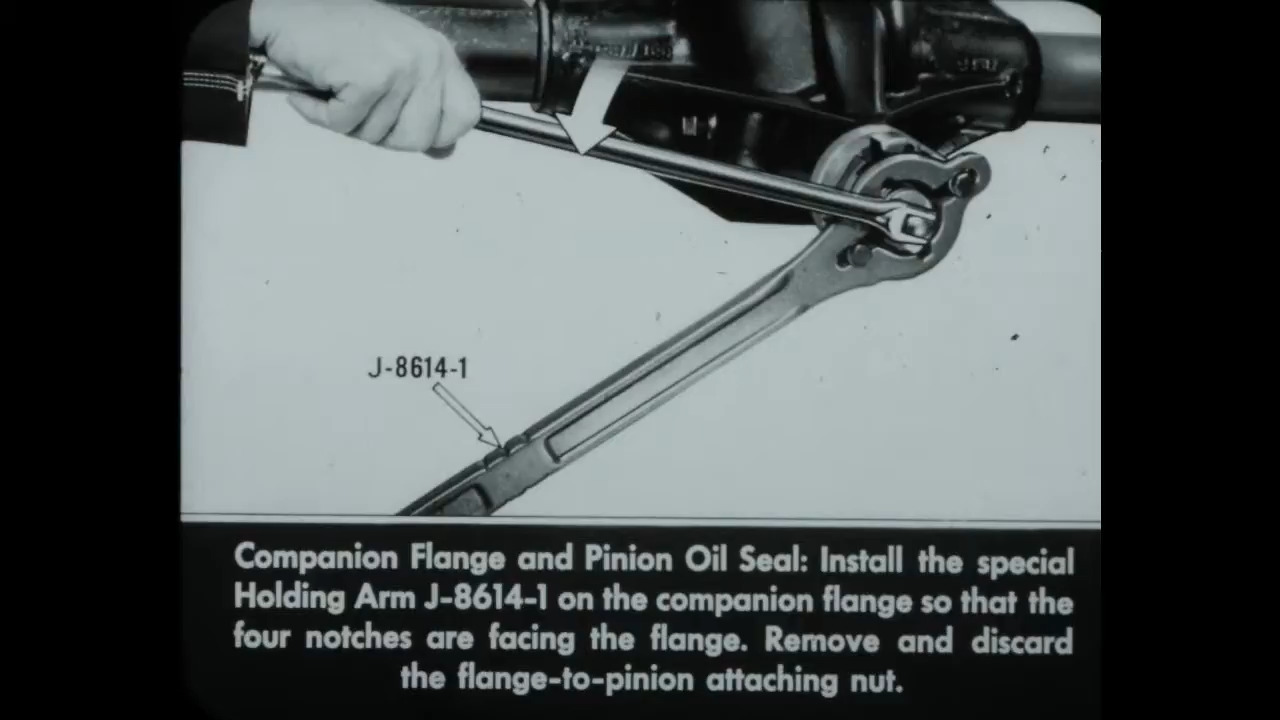 J-8614-1
Companion Flange and Pinion Oil Seal: Install the special
Holding Arm J-8614-1 on the companion flange so that the
four notches are facing the flange. Remove and discard
the flange-to-pinion attaching nut.